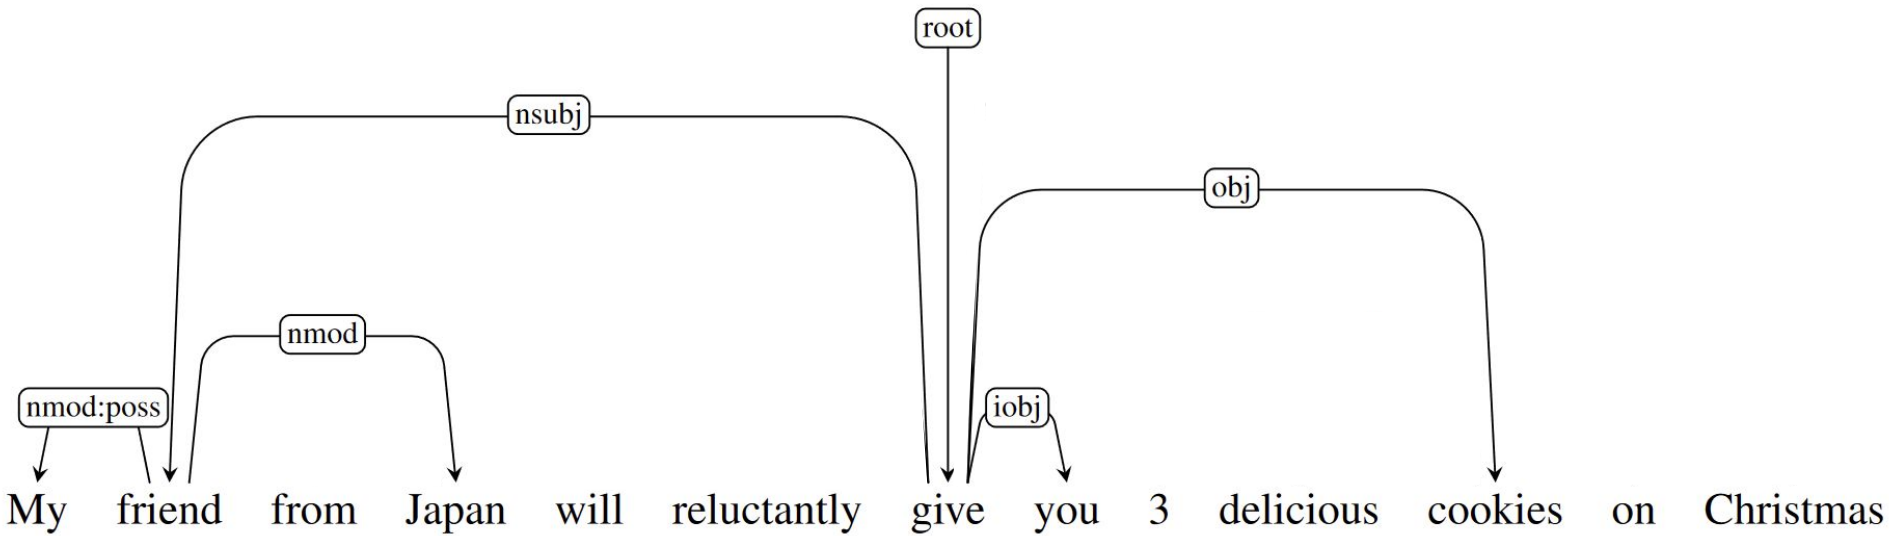 root
nsubj
obj
nmod
nmod:poss
iobj
My friend from Japan will reluctantly give you 3 delicious cookies on Christmas